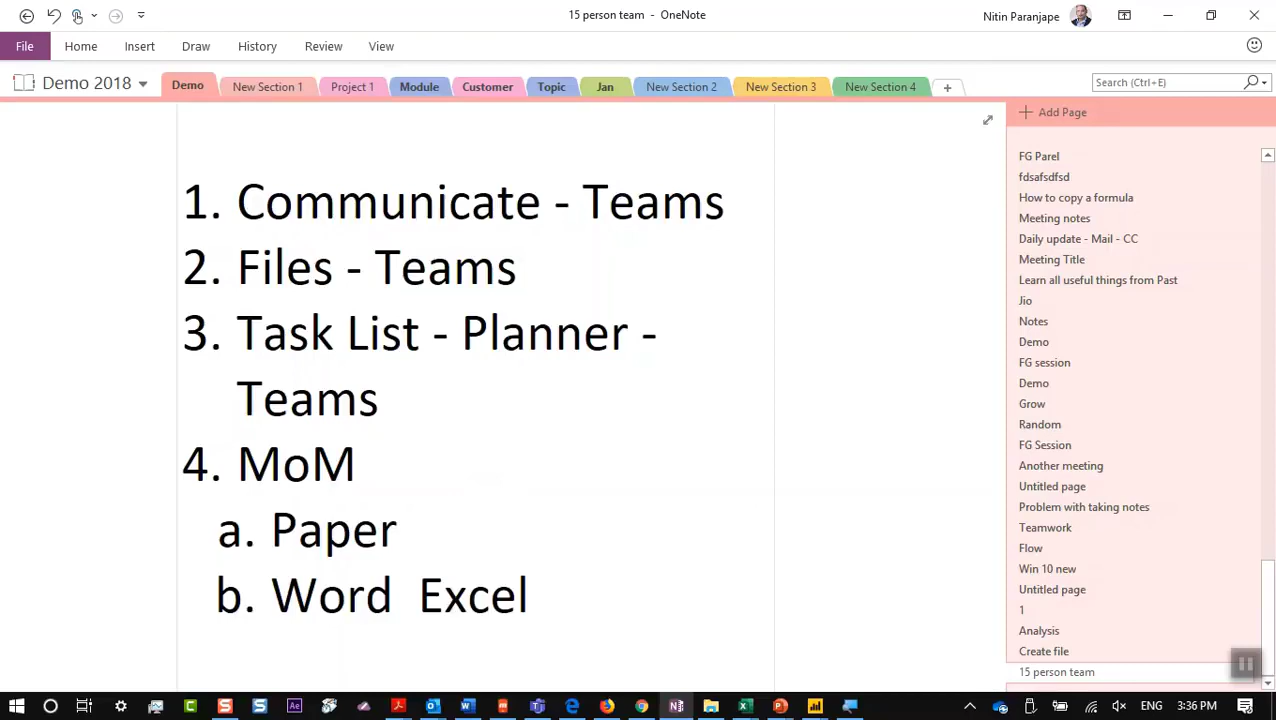 15 person team - OneNote
Nitin Paranjape
File Home Insert Draw History Review View
Demo 2018 Demo New Section 1 Project 1 Module Customer Topic Jan New Section 2 New Section 3 New Section 4 + Search (Ctrl+E)
Add Page
1. Communicate - Teams
2. Files - Teams
3. Task List - Planner -
Teams
4. MoM
a. Paper
b. Word Excel
FG Parel
fdsafsdfsd
How to copy a formula
Meeting notes
Daily update - Mail - CC
Meeting Title
Learn all useful things from Past
Jio
Notes
Demo
FG session
Demo
Grow
Random
FG Session
Another meeting
Untitled page
Problem with taking notes
Teamwork
Flow
Win 10 new
Untitled page
1
Analysis
Create file
15 person team
ENG 3:36 PM